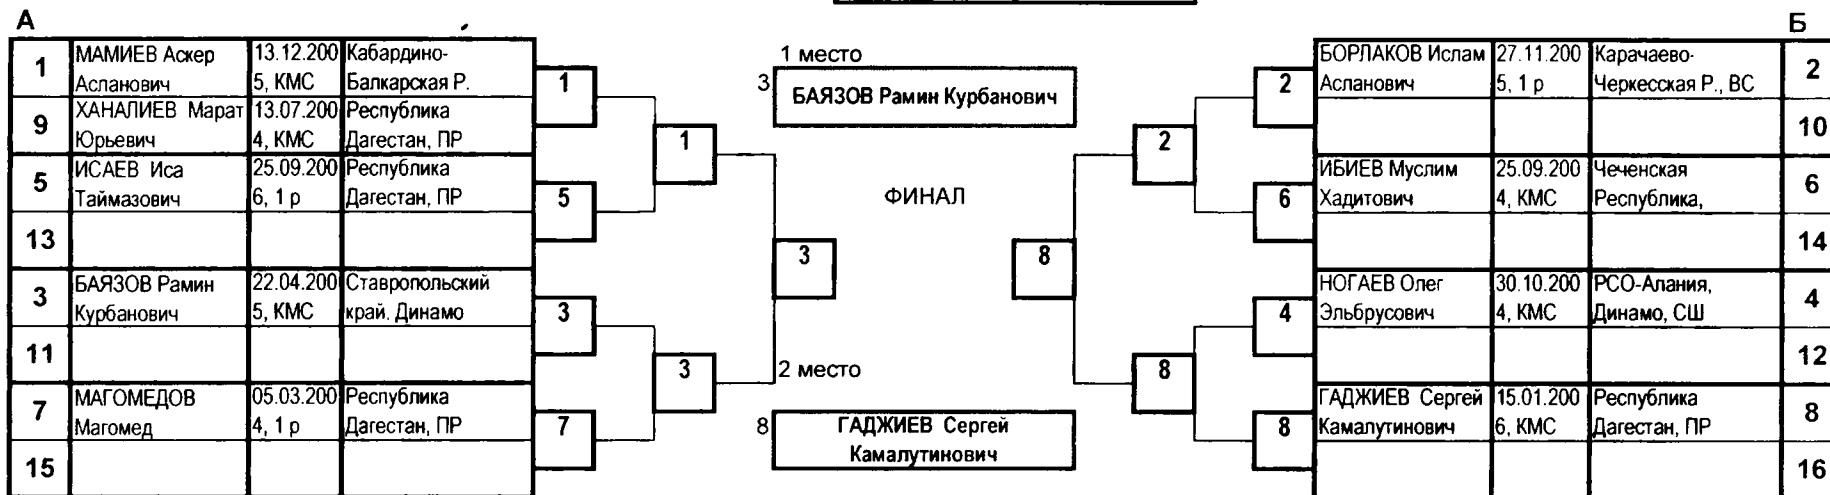 А
Б
1
МАМИЕВ Аскер
Асланович
13.12.200
5, КМС
Кабардино-
Балкарская Р.
9
ХАНАЛИЕВ Марат
Юрьевич
13.07.200
4, КМС
Республика
Дагестан, ПР
5
ИСАЕВ Иса
Таймазович
25.09.200
6, 1 р
Республика
Дагестан, ПР
13
3
БАЯЗОВ Рамин
Курбанович
22.04.200
5, КМС
Ставропольский
край. Динамо
11
7
МАГОМЕДОВ
Магомед
05.03.200
4, 1 р
Республика
Дагестан, ПР
15
1
5
3
7
1
3
3
1 место
3
БАЯЗОВ Рамин Курбанович
ФИНАЛ
2 место
8
ГАДЖИЕВ Сергей
Камалутинович
8
2
8
2
6
4
8
БОРЛАКОВ Ислам
Асланович
27.11.200
5, 1 р
Карачаево-
Черкесская Р., ВС
2
10
ИБИЕВ Муслим
Хадитович
25.09.200
4, КМС
Чеченская
Республика,
6
14
НОГАЕВ Олег
Эльбрусович
30.10.200
4, КМС
РСО-Алания,
Динамо, СШ
4
12
ГАДЖИЕВ Сергей
Камалутинович
15.01.200
6, КМС
Республика
Дагестан, ПР
8
16